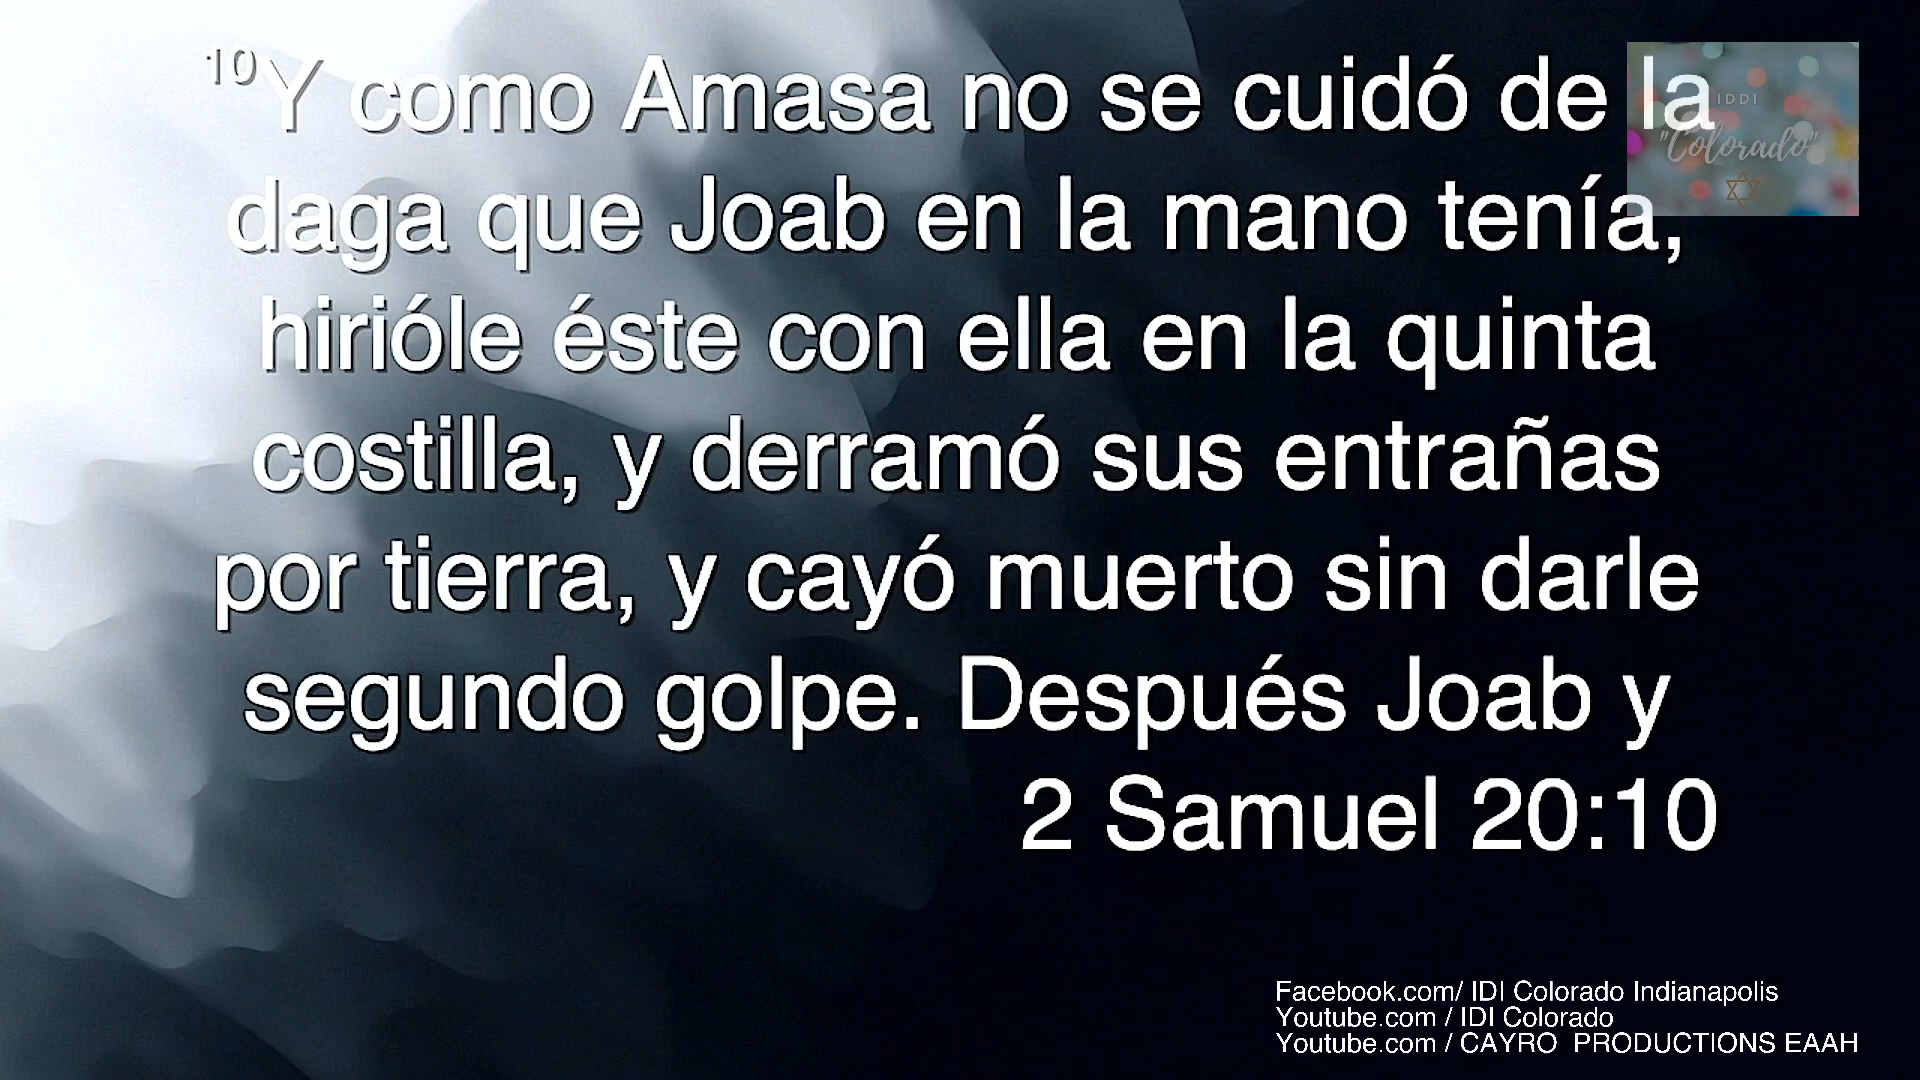 10 Y como Amasa no se cuidó de la
IDDI
"Colorado"
daga que Joab en la mano tenía,
hirióle éste con ella en la quinta
costilla, y derramó sus entrañas
por tierra, y cayó muerto sin darle
segundo golpe. Después Joab y
2 Samuel 20:10
Facebook.com/ IDI Colorado Indianapolis
Youtube.com / IDI Colorado
Youtube.com / CAYRO PRODUCTIONS EAAH